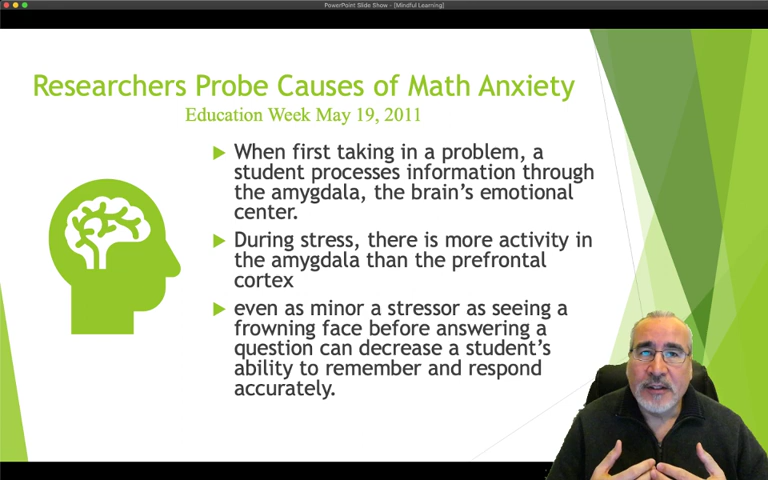 PowerPoint Slide Show - [Mindful Learning]
Researchers Probe Causes of Math Anxiety
Education Week May 19, 2011
When first taking in a problem, a
student processes information through
the amygdala, the brain's emotional
center.
During stress, there is more activity in
the amygdala than the prefrontal
cortex
even as minor a stressor as seeing a
frowning face before answering a
question can decrease a student's
ability to remember and respond
accurately.